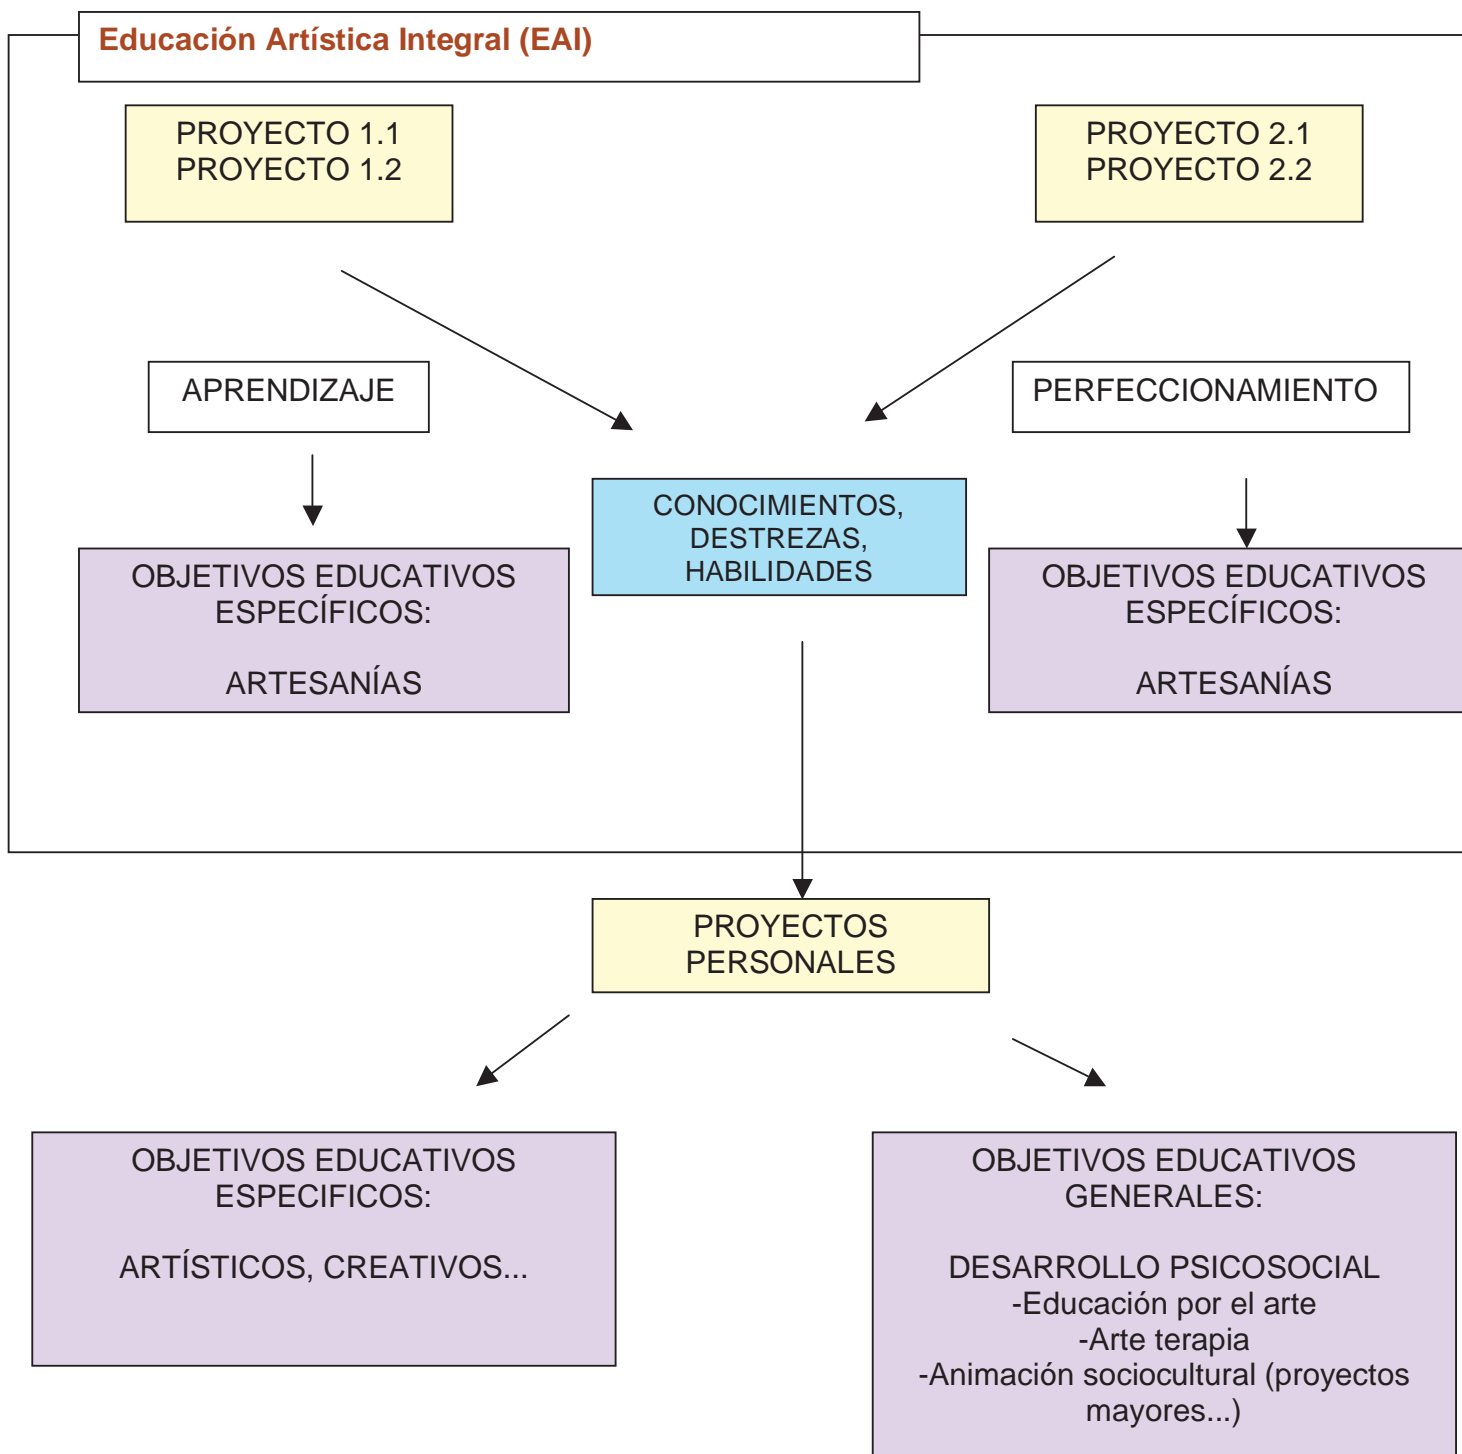 Educación Artística Integral (EAI)
PROYECTO 1.1
PROYECTO 1.2
PROYECTO 2.1
PROYECTO 2.2
APRENDIZAJE
PERFECCIONAMIENTO
CONOCIMIENTOS,
DESTREZAS,
HABILIDADES
OBJETIVOS EDUCATIVOS
ESPECÍFICOS:
ARTESANÍAS
OBJETIVOS EDUCATIVOS
ESPECÍFICOS:
ARTESANÍAS
PROYECTOS
PERSONALES
OBJETIVOS EDUCATIVOS
ESPECIFICOS:
ARTÍSTICOS, CREATIVOS...
OBJETIVOS EDUCATIVOS
GENERALES:
DESARROLLO PSICOSOCIAL
-Educación por el arte
-Arte terapia
-Animación sociocultural (proyectos
mayores...)